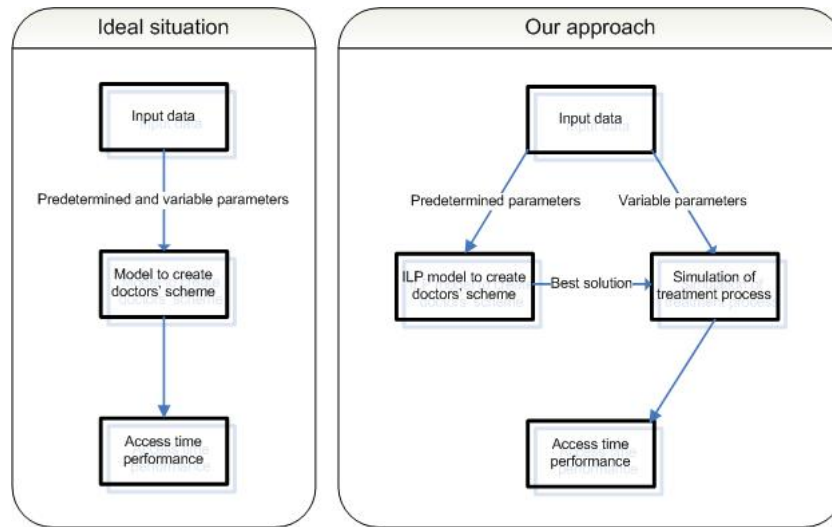 Ideal situation
Input data
Predetermined and variable parameters
Model to create
doctors' scheme
Access time
performance
Our approach
Input data
Predetermined parameters
Variable parameters
ILP model to create
doctors' scheme
Best solution
Simulation of
treatment process
Access time
performance